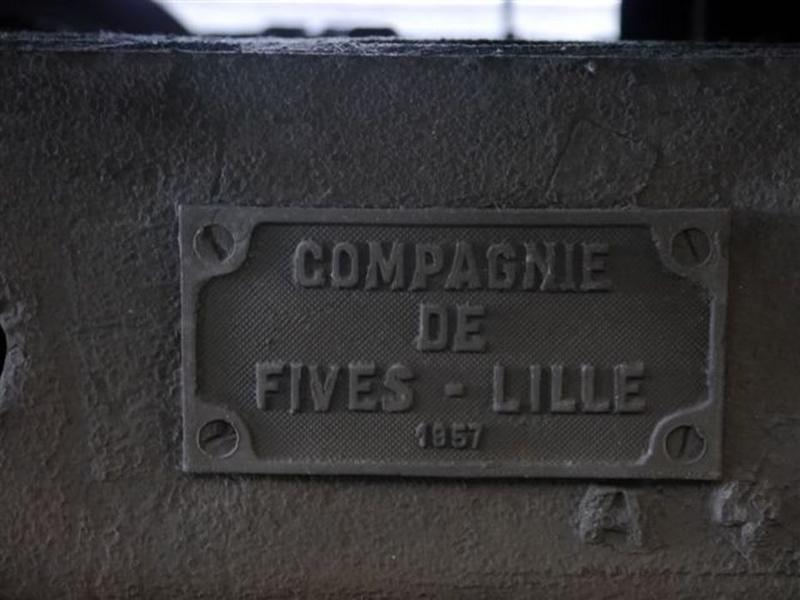 COMPAGNIE
DE
FIVES - LILLE
1957
A